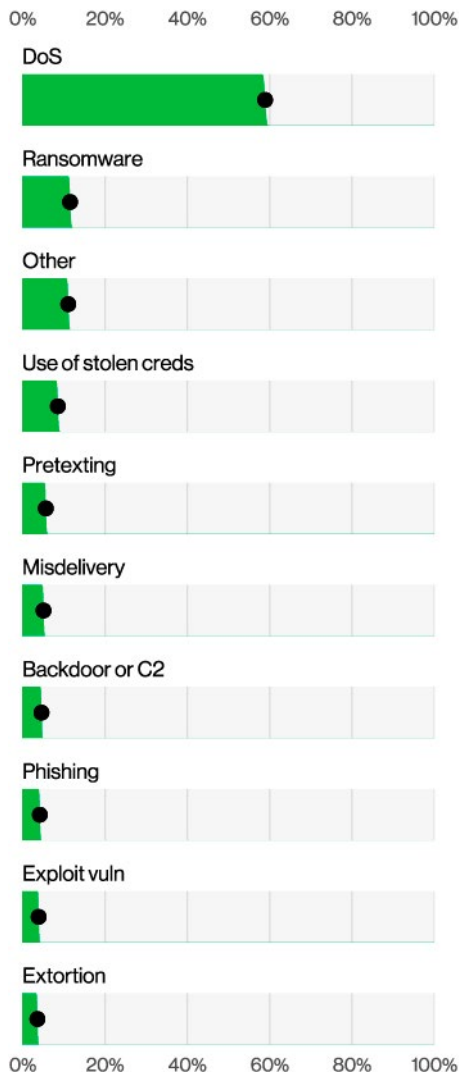 0% 20% 40% 60% 80% 100%
DoS
Ransomware
Other
Use of stolen creds
Pretexting
Misdelivery
Backdoor or C2
Phishing
Exploit vuln
Extortion
0% 20% 40% 60% 80% 100%